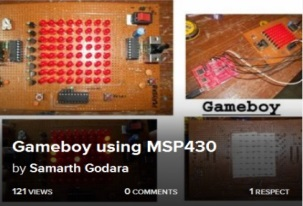 Gameboy
Gameboy using MSP430
by Samarth Godara
121 VIEWS
0 COMMENTS
1 RESPECT